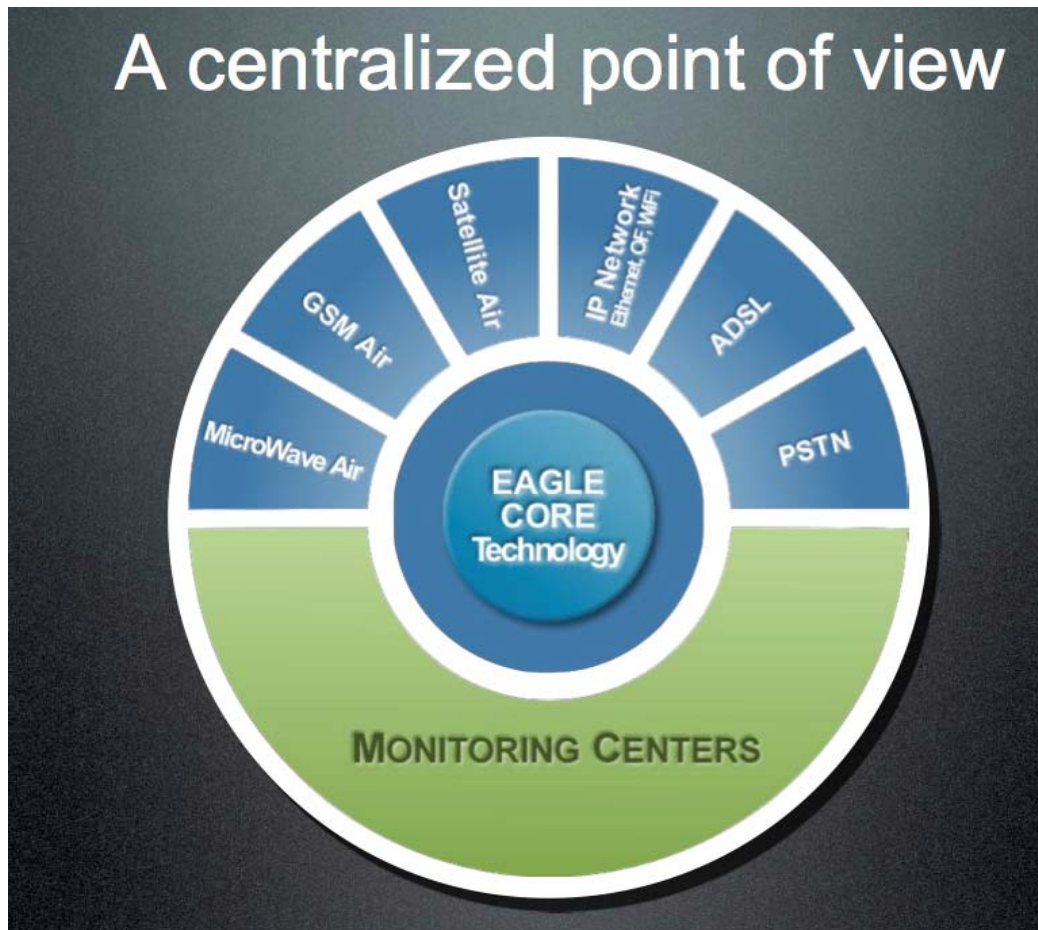 A centralized point of view
MicroWave Air
GSM Air
Satellite Air
IP Network
Ethernet, OF, WiFi
ADSL
PSTN
EAGLE
CORE
Technology
MONITORING CENTERS